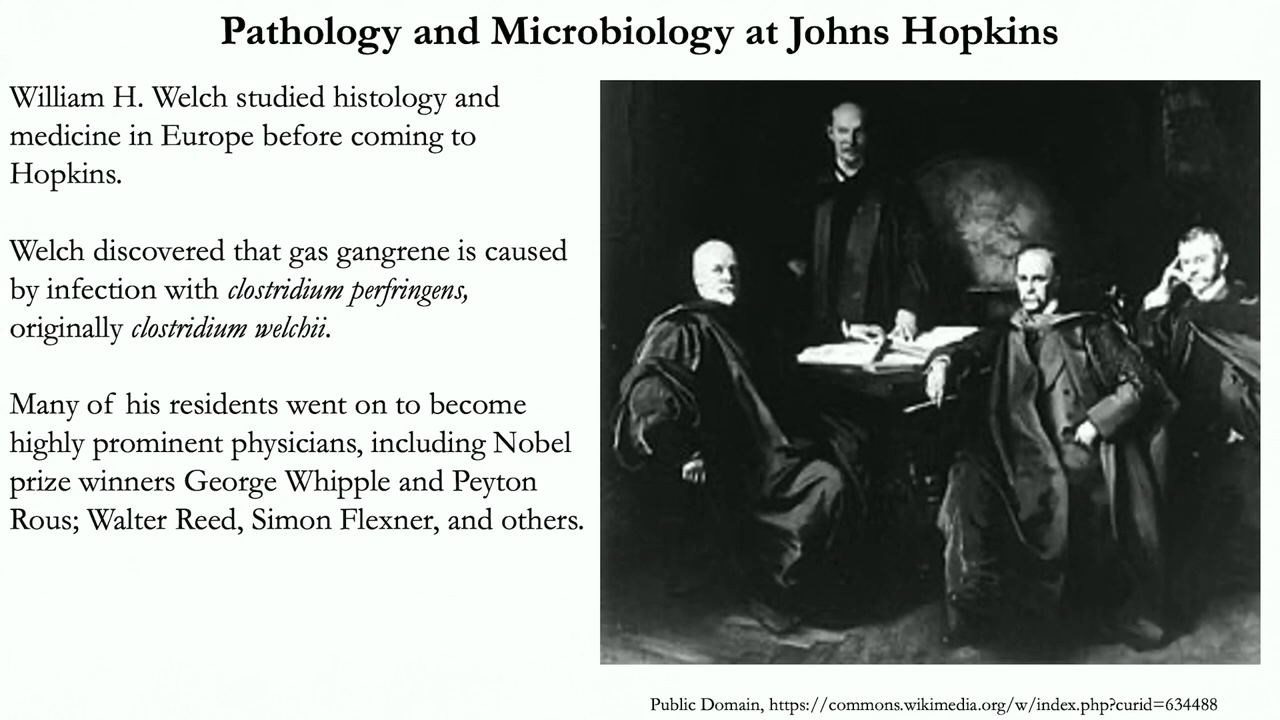 Pathology and Microbiology at Johns Hopkins
William H. Welch studied histology and
medicine in Europe before coming to
Hopkins.
Welch discovered that gas gangrene is caused
by infection with clostridium perfringens,
originally clostridium welchii.
Many of his residents went on to become
highly prominent physicians, including Nobel
prize winners George Whipple and Peyton
Rous; Walter Reed, Simon Flexner, and others.
Public Domain, https://commons.wikimedia.org/w/index.php?curid=634488